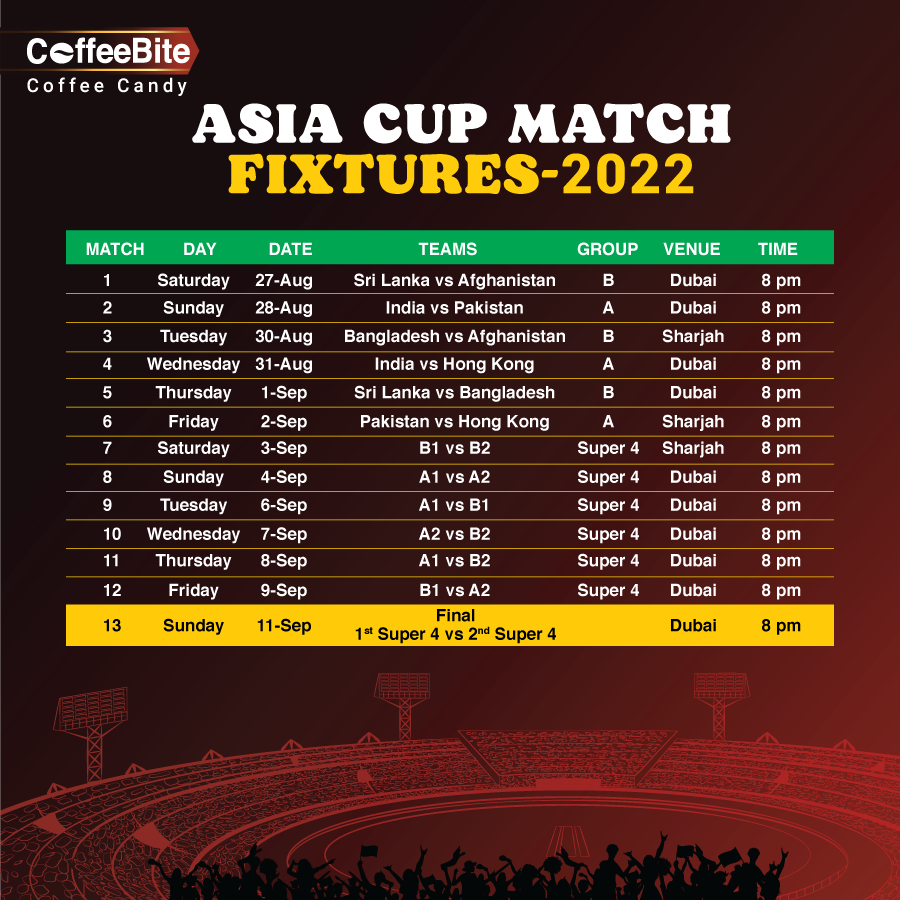 CoffeeBite
Coffee Candy
ASIA CUP MATCH
FIXTURES-2022
MATCH DAY DATE TEAMS GROUP VENUE TIME
1 Saturday 27-Aug Sri Lanka vs Afghanistan B Dubai 8 pm
2 Sunday 28-Aug India vs Pakistan A Dubai 8 pm
3 Tuesday 30-Aug Bangladesh vs Afghanistan B Sharjah 8 pm
4 Wednesday 31-Aug India vs Hong Kong A Dubai 8 pm
5 Thursday 1-Sep Sri Lanka vs Bangladesh B Dubai 8 pm
6 Friday 2-Sep Pakistan vs Hong Kong A Sharjah 8 pm
7 Saturday 3-Sep B1 vs B2 Super 4 Sharjah 8 pm
8 Sunday 4-Sep A1 vs A2 Super 4 Dubai 8 pm
9 Tuesday 6-Sep A1 vs B1 Super 4 Dubai 8 pm
10 Wednesday 7-Sep A2 vs B2 Super 4 Dubai 8 pm
11 Thursday 8-Sep A1 vs B2 Super 4 Dubai 8 pm
12 Friday 9-Sep B1 vs A2 Super 4 Dubai 8 pm
13 Sunday 11-Sep Final Dubai 8 pm
1st Super 4 vs 2nd Super 4